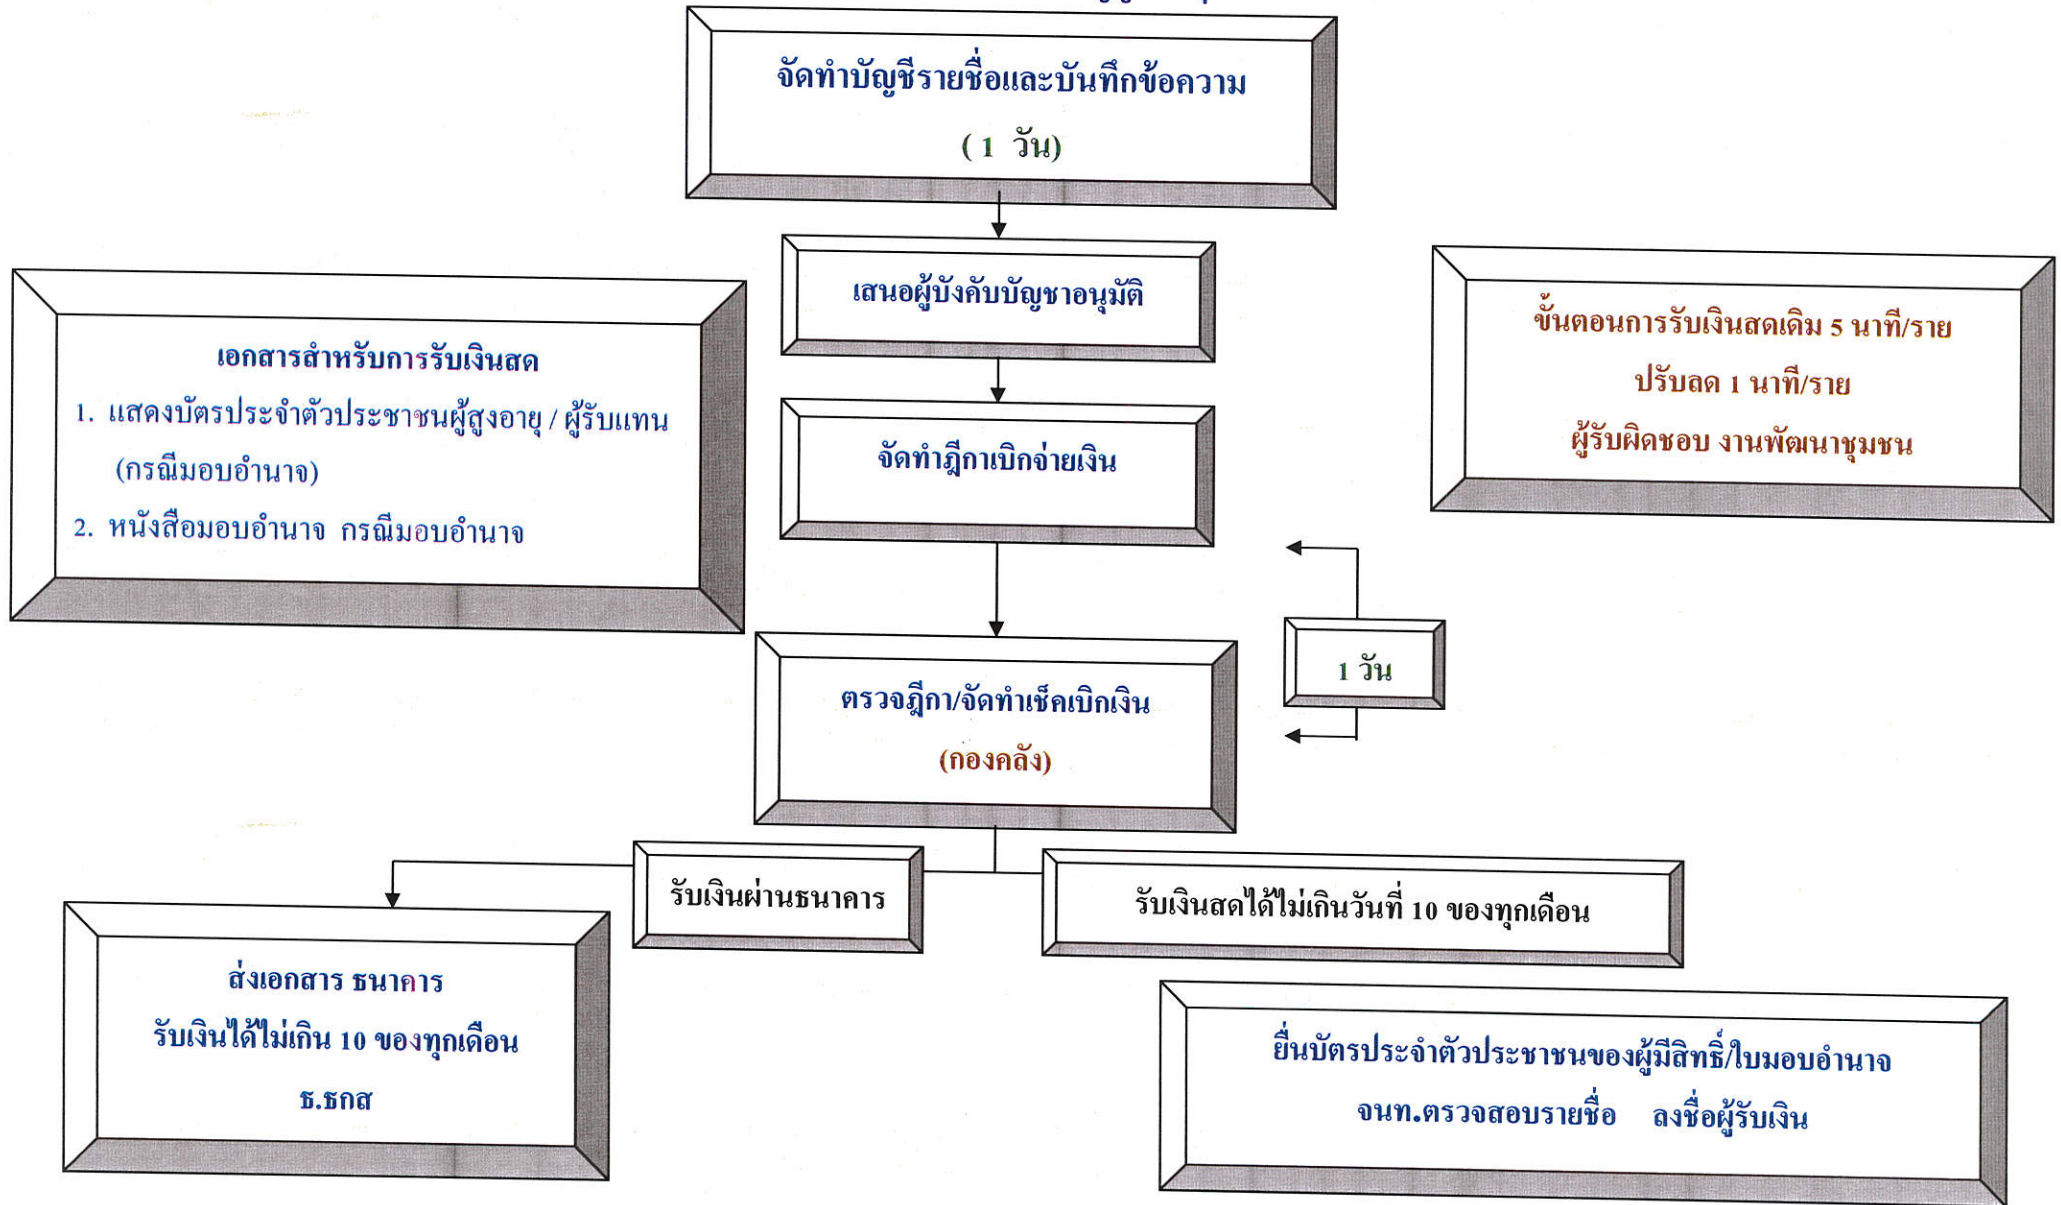 จัดทำบัญชีรายชื่อและบันทึกข้อความ
( 1 วัน)
เสนอผู้บังคับบัญชาอนุมัติ
เอกสารสำหรับการรับเงินสด
1. แสดงบัตรประจำตัวประชาชนผู้สูงอายุ / ผู้รับแทน
(กรณีมอบอำนาจ)
2. หนังสือมอบอำนาจ กรณีมอบอำนาจ
ขั้นตอนการรับเงินสดเดิม 5 นาที/ราย
ปรับลด 1 นาที/ราย
ผู้รับผิดชอบ งานพัฒนาชุมชน
จัดทำฎีกาเบิกจ่ายเงิน
1 วัน
ตรวจฎีกา/จัดทำเช็คเบิกเงิน
(กองคลัง)
รับเงินผ่านธนาคาร
รับเงินสดได้ไม่เกินวันที่ 10 ของทุกเดือน
ส่งเอกสาร ธนาคาร
รับเงินได้ไม่เกิน 10 ของทุกเดือน
ธ.ธกส
ยื่นบัตรประจำตัวประชาชนของผู้มีสิทธิ์/ใบมอบอำนาจ
จนท.ตรวจสอบรายชื่อ ลงชื่อผู้รับเงิน